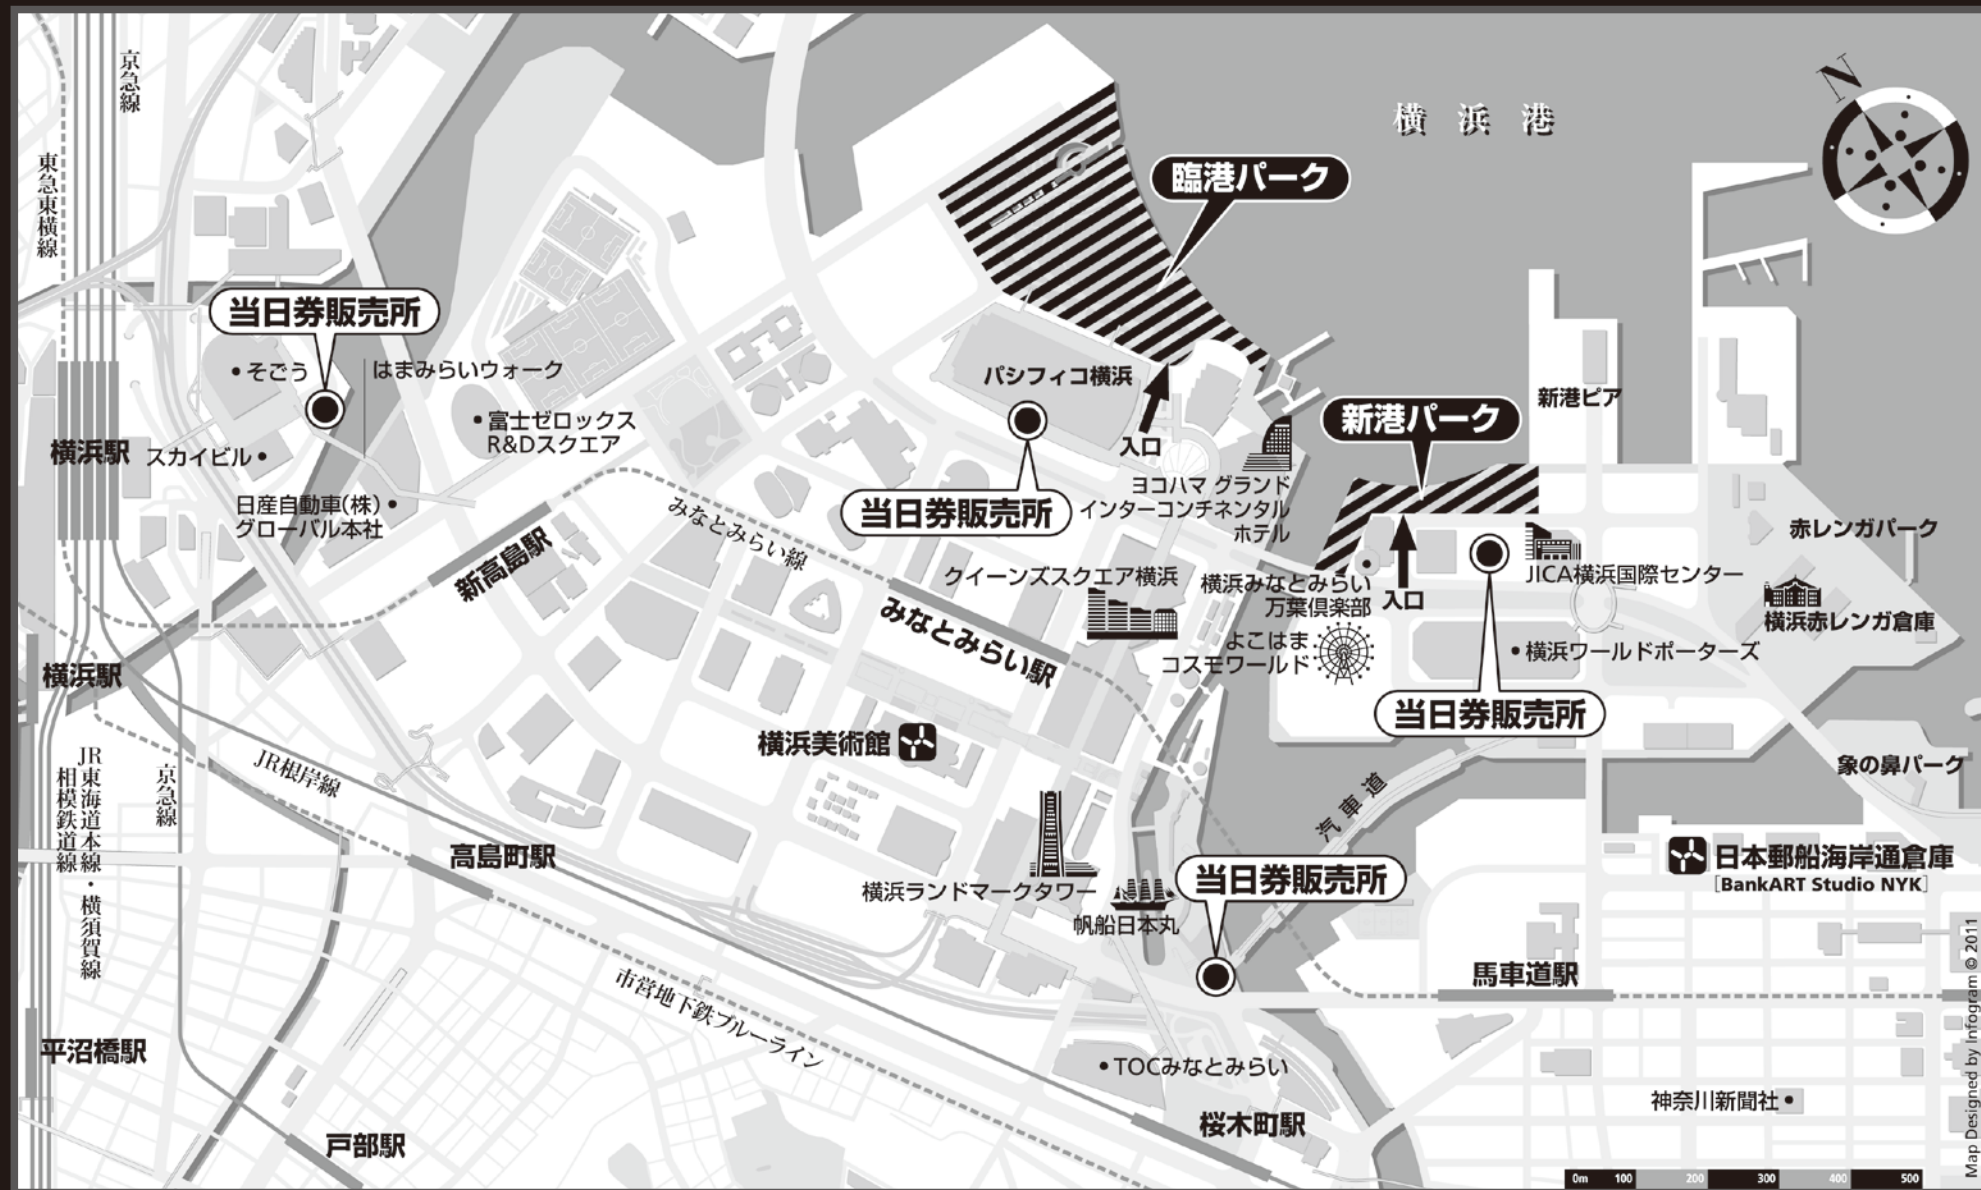 京急線
東急東横線
横浜港
N
臨港パーク
当日券販売所
そごう
はまみらいウォーク
富士ゼロックス
R&Dスクエア
横浜駅
スカイビル
日産自動車(株)
グローバル本社
新高島駅
みなとみらい線
パシフィコ横浜
入口
当日券販売所
ヨコハマ グランド
インターコンチネンタル
ホテル
新港パーク
新港ピア
赤レンガパーク
クイーンズスクエア横浜
横浜みなとみらい
万葉倶楽部
入口
JICA横浜国際センター
横浜赤レンガ倉庫
みなとみらい駅
よこはま
コスモワールド
横浜ワールドポーターズ
当日券販売所
横浜駅
横浜美術館
象の鼻パーク
JR根岸線
京急線
JR東海道本線・横須賀線
相模鉄道線
汽車道
高島町駅
横浜ランドマークタワー
帆船日本丸
当日券販売所
日本郵船海岸通倉庫
[BankART Studio NYK]
馬車道駅
市営地下鉄ブルーライン
平沼橋駅
TOCみなとみらい
桜木町駅
神奈川新聞社
戸部駅
0m 100 200 300 400 500
Map Designed by Infogram © 2011